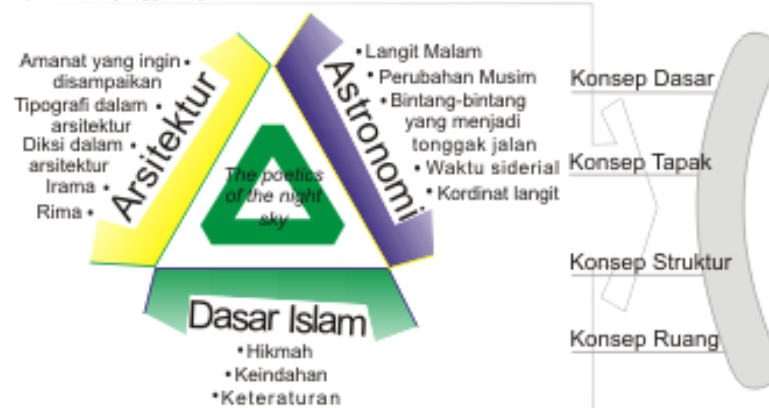 Arsitektur
Amanat yang ingin •
disampaikan
Tipografi dalam •
arsitektur
Diksi dalam •
arsitektur
Irama •
Rima •
Astronomi
• Langit Malam
• Perubahan Musim
• Bintang-bintang
yang menjadi
tonggak jalan
• Waktu siderial
• Kordinat langit
The poetics
of the night
sky
Dasar Islam
• Hikmah
• Keindahan
• Keteraturan
Konsep Dasar
Konsep Tapak
Konsep Struktur
Konsep Ruang